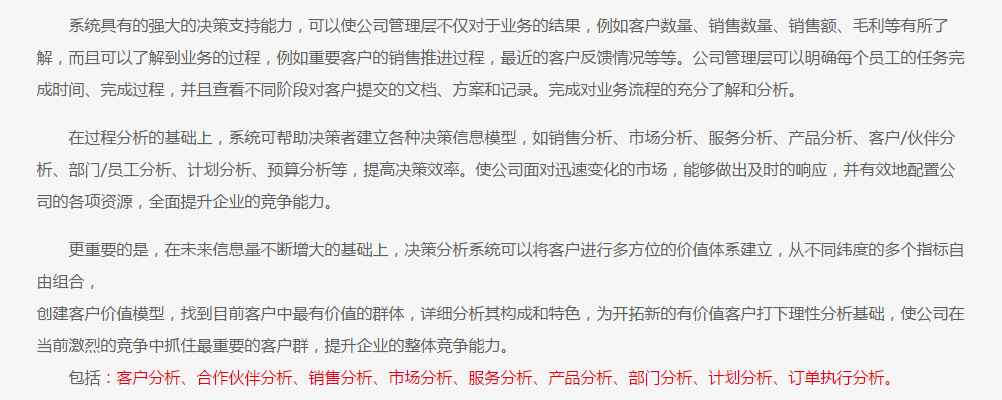 系统具有的强大的决策支持能力，可以使公司管理层不仅对于业务的结果，例如客户数量、销售数量、销售额、毛利等有所了
解，而且可以了解到业务的过程，例如重要客户的销售推进过程，最近的客户反馈情况等等。公司管理层可以明确每个员工的任务完
成时间、完成过程，并且查看不同阶段对客户提交的文档、方案和记录。完成对业务流程的充分了解和分析。
在过程分析的基础上，系统可帮助决策者建立各种决策信息模型，如销售分析、市场分析、服务分析、产品分析、客户/伙伴分
析、部门/员工分析、计划分析、预算分析等，提高决策效率。使公司面对迅速变化的市场，能够做出及时的响应，并有效地配置公
司的各项资源，全面提升企业的竞争能力。
更重要的是，在未来信息量不断增大的基础上，决策分析系统可以将客户进行多方位的价值体系建立，从不同纬度的多个指标自
由组合，
创建客户价值模型，找到目前客户中最有价值的群体，详细分析其构成和特色，为开拓新的有价值客户打下理性分析基础，使公司在
当前激烈的竞争中抓住最重要的客户群，提升企业的整体竞争能力。
包括：客户分析、合作伙伴分析、销售分析、市场分析、服务分析、产品分析、部门分析、计划分析、订单执行分析。